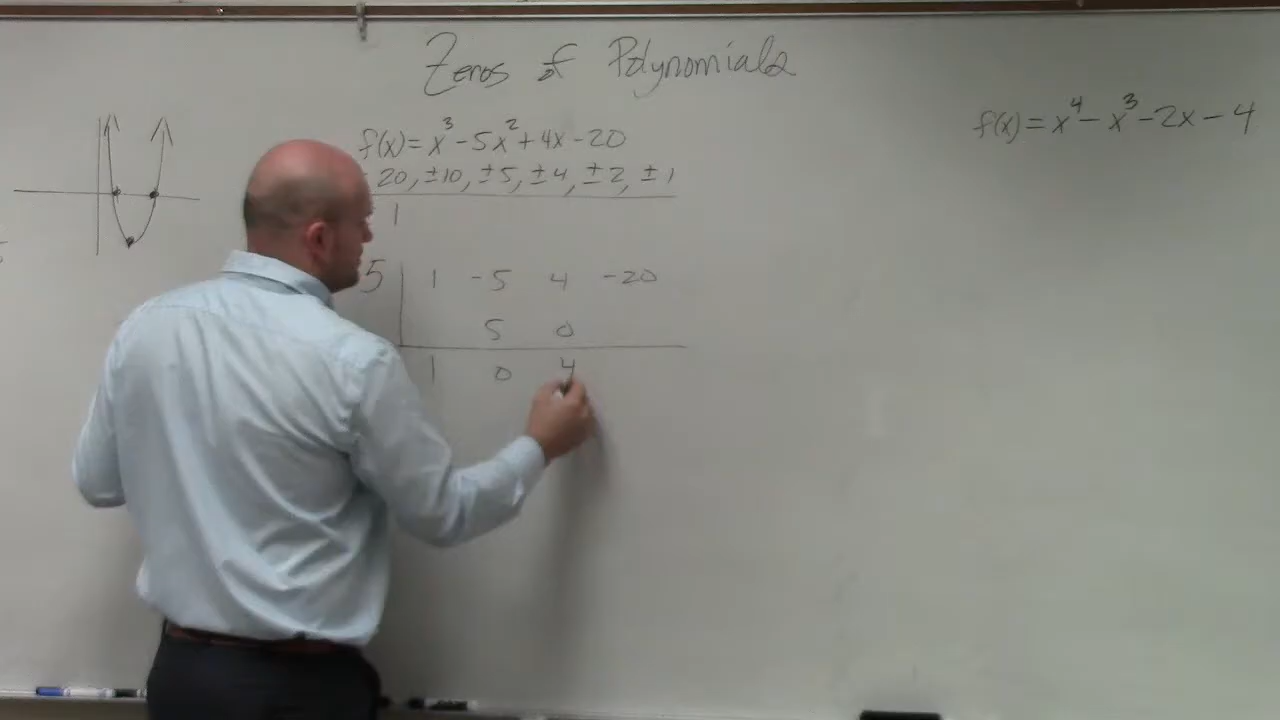 Zeros of Polynomials
f(x) = x⁴ - x³ - 2x - 4
f(x) = x³ - 5x² + 4x - 20
20, ±10, ±5, ±4, ±2, ±1
1
5 | 1 -5 4 -20
5 0
1 0 4